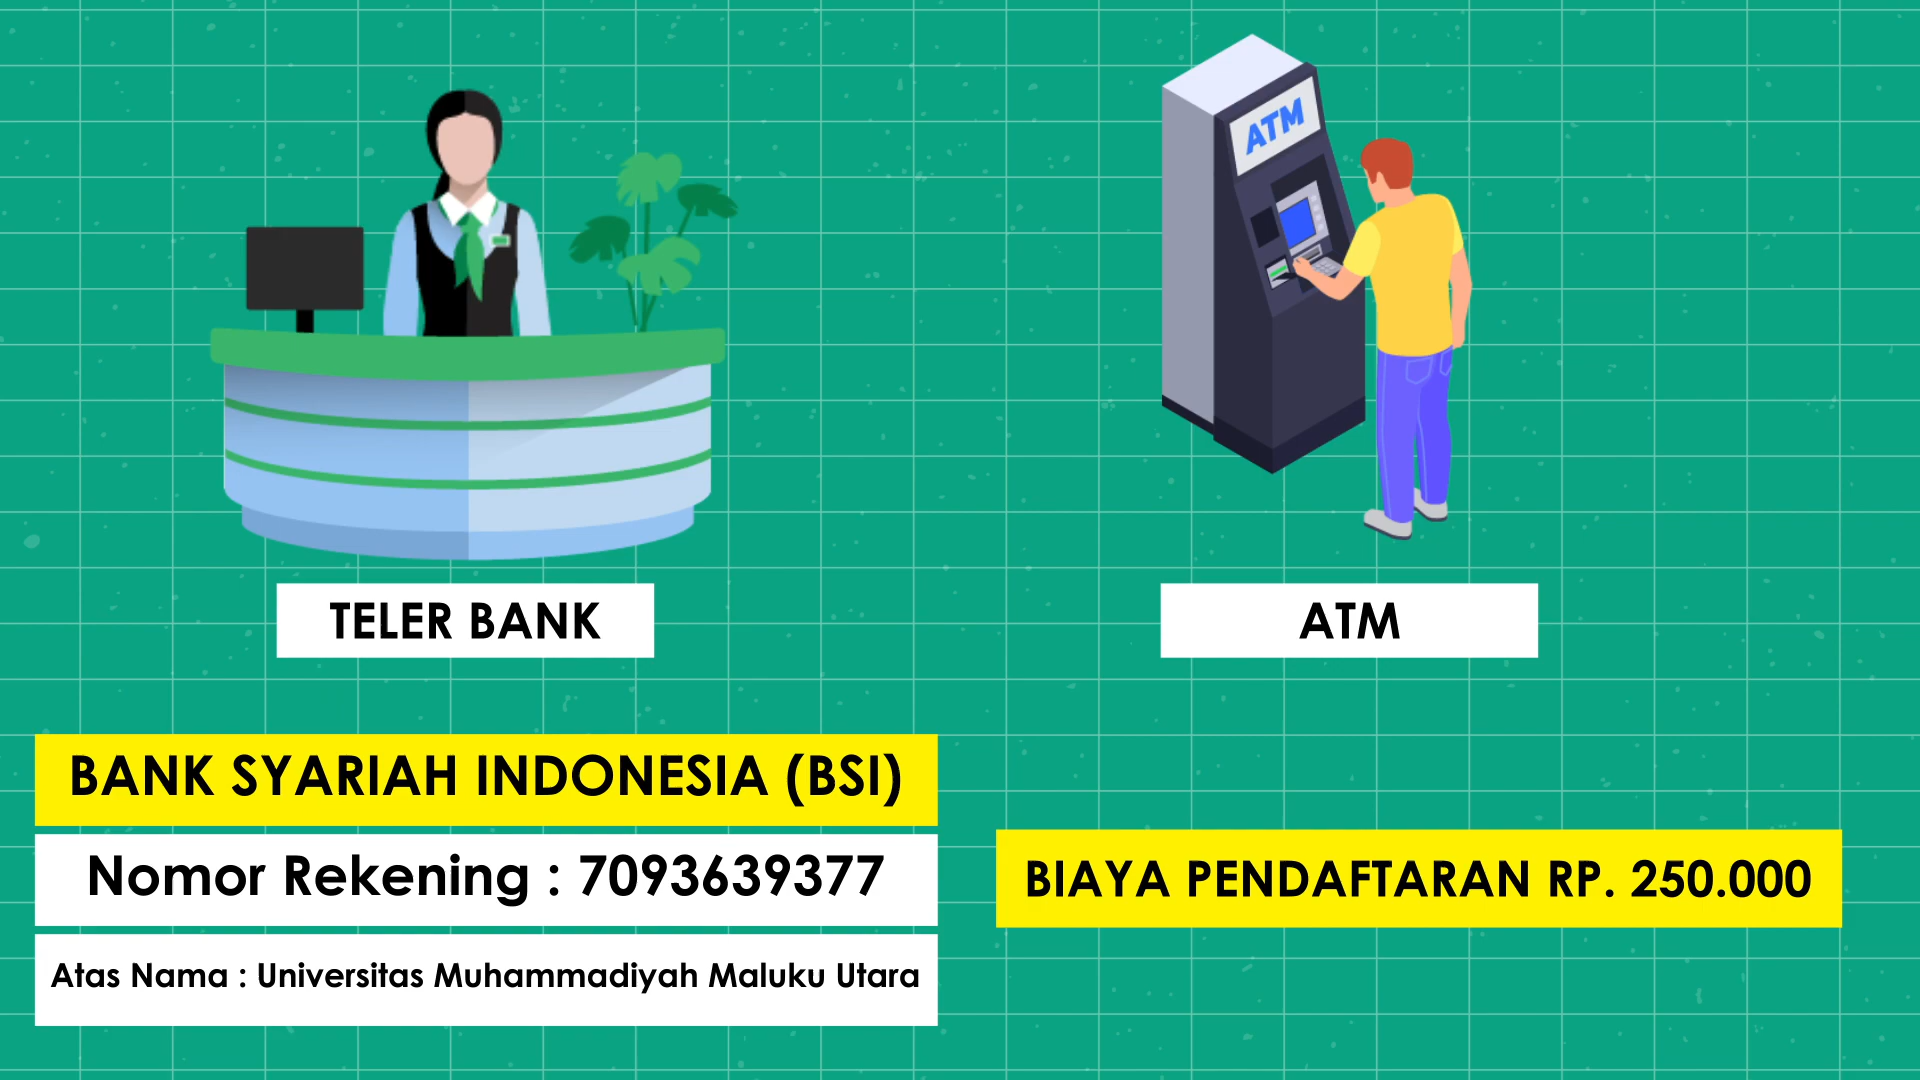 ATM
TELER BANK
ATM
BANK SYARIAH INDONESIA (BSI)
Nomor Rekening : 7093639377
Atas Nama : Universitas Muhammadiyah Maluku Utara
BIAYA PENDAFTARAN RP. 250.000